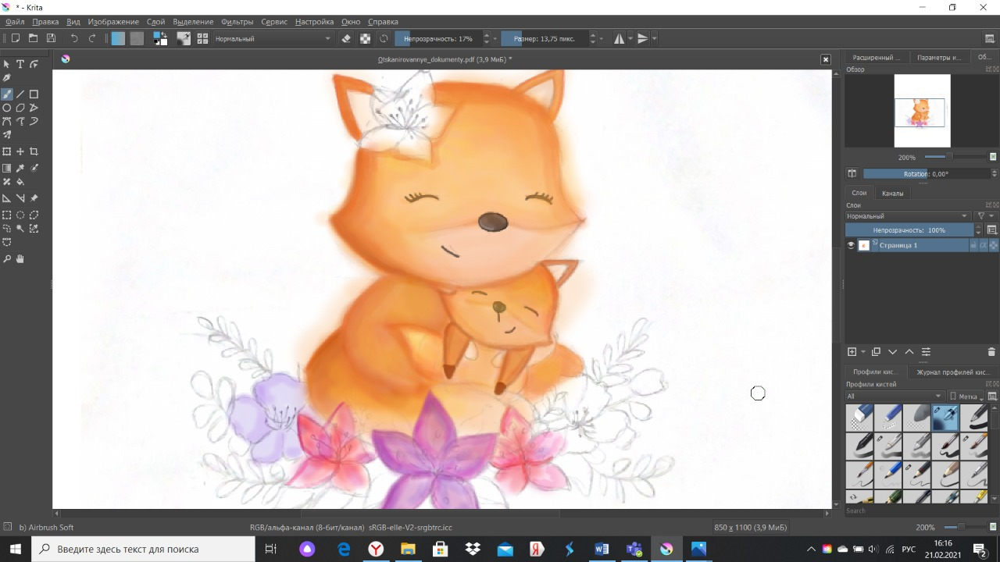 * - Krita
Файл Правка Вид Изображение Слой Выделение Фильтры Сервис Настройка Окно Справка
Нормальный Непрозрачность: 17% Размер: 13,75 пикс.
Otskanirovannye_dokumenty.pdf (3,9 МиБ) *
Расширенный ... Параметры и... Об...
Обзор
200%
Rotation: 0,00°
Слои Каналы
Слои
Нормальный
Непрозрачность: 100%
Страница 1
Профили кис... Журнал профилей кис...
Профили кистей
All Метка
Search
b) Airbrush Soft RGB/альфа-канал (8-бит/канал) sRGB-elle-V2-srgbtrc.icc 850 x 1100 (3,9 МиБ) 200%
Введите здесь текст для поиска
РУС
16:16
21.02.2021
2